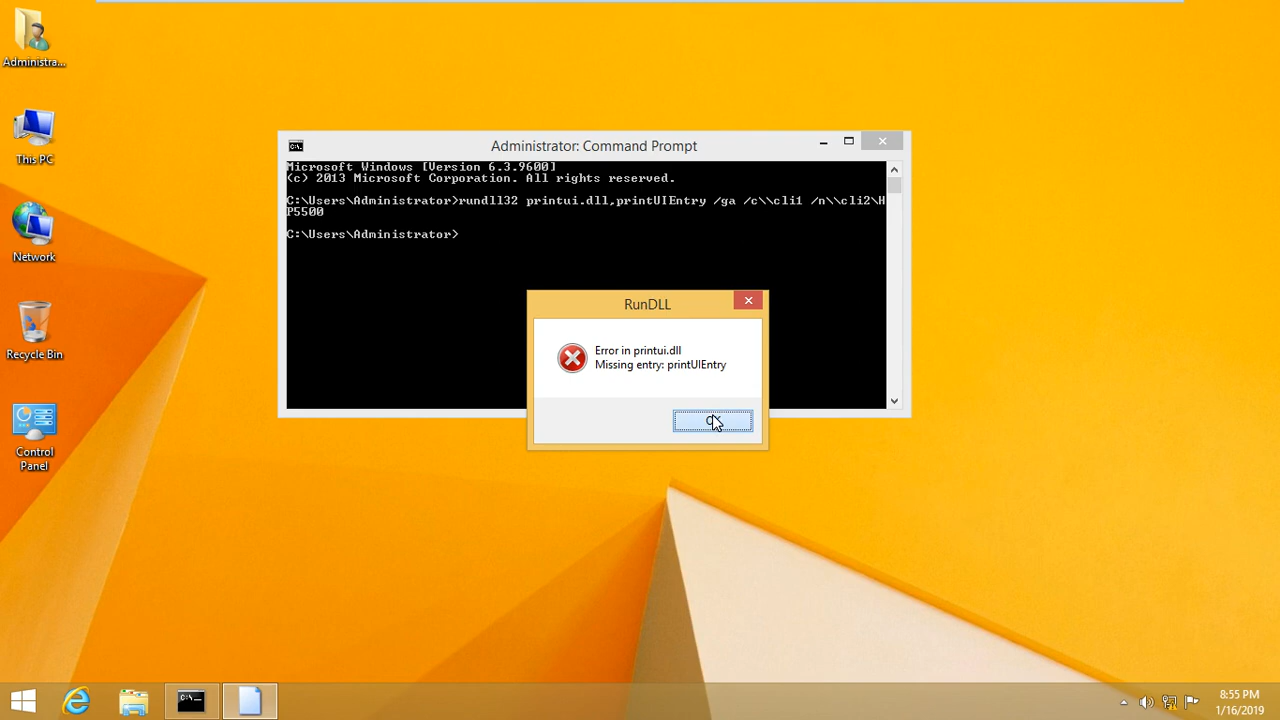 Administra...
This PC
Network
Recycle Bin
Control
Panel
Administrator: Command Prompt
Microsoft Windows [Version 6.3.9600]
(c) 2013 Microsoft Corporation. All rights reserved.
C:\Users\Administrator>rundll32 printui.dll,printUIEntry /ga /c\\cli1 /n\\cli2\H
P5500
C:\Users\Administrator>
RunDLL
Error in printui.dll
Missing entry: printUIEntry
8:55 PM
1/16/2019